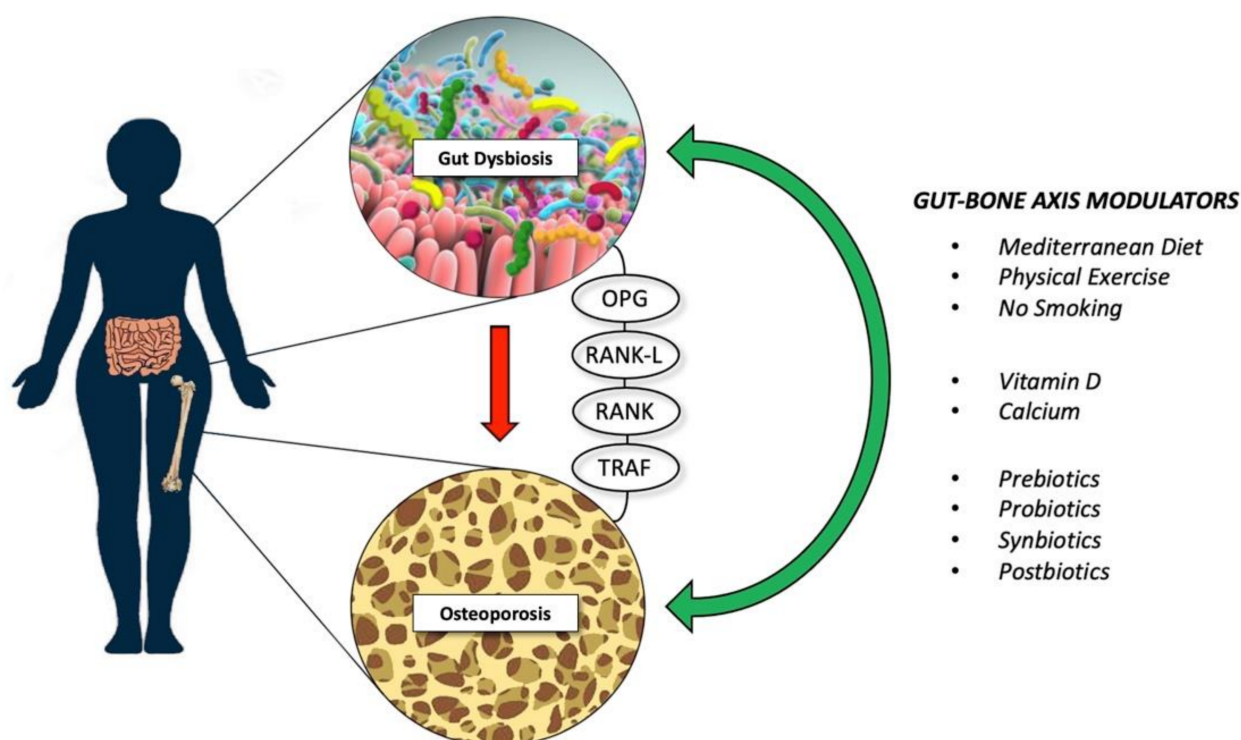 Gut Dysbiosis
OPG
RANK-L
RANK
TRAF
Osteoporosis
GUT-BONE AXIS MODULATORS
• Mediterranean Diet
• Physical Exercise
• No Smoking
• Vitamin D
• Calcium
• Prebiotics
• Probiotics
• Synbiotics
• Postbiotics